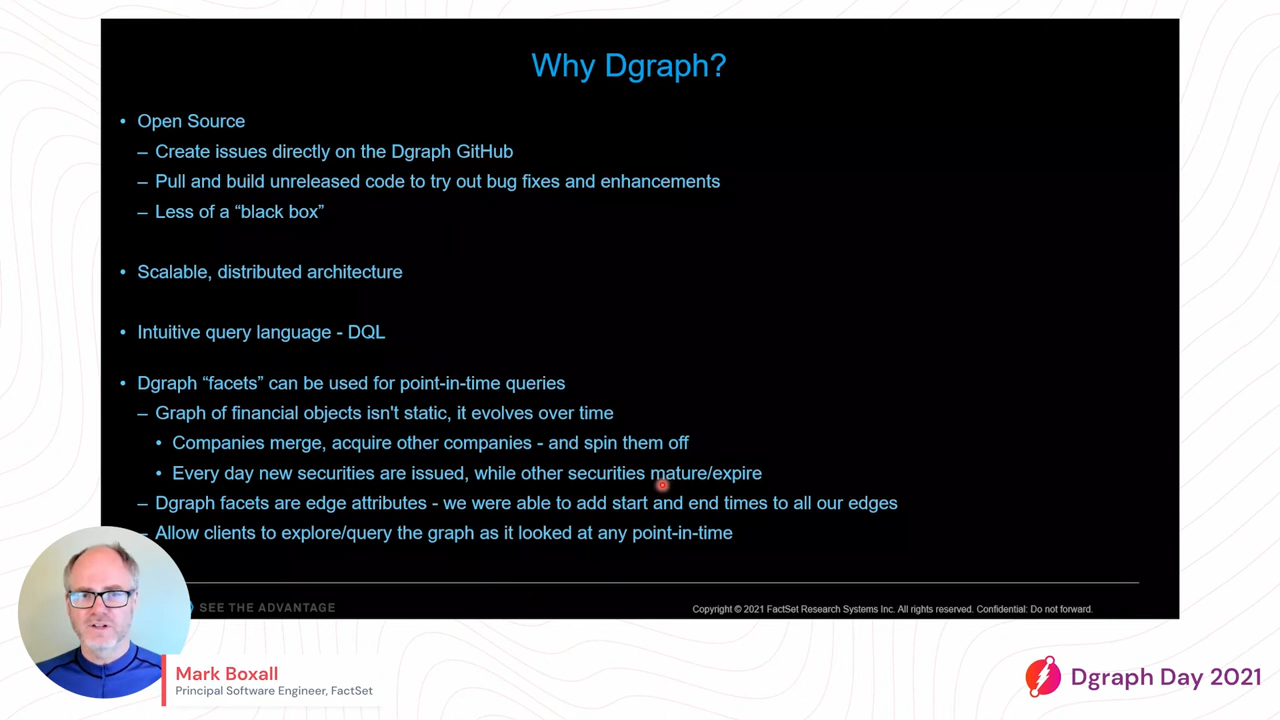 Why Dgraph?
• Open Source
– Create issues directly on the Dgraph GitHub
– Pull and build unreleased code to try out bug fixes and enhancements
– Less of a “black box”
• Scalable, distributed architecture
• Intuitive query language - DQL
• Dgraph “facets” can be used for point-in-time queries
– Graph of financial objects isn't static, it evolves over time
• Companies merge, acquire other companies - and spin them off
• Every day new securities are issued, while other securities mature/expire
– Dgraph facets are edge attributes - we were able to add start and end times to all our edges
– Allow clients to explore/query the graph as it looked at any point-in-time
SEE THE ADVANTAGE
Copyright © 2021 FactSet Research Systems Inc. All rights reserved. Confidential: Do not forward.
Mark Boxall
Principal Software Engineer, FactSet
Dgraph Day 2021